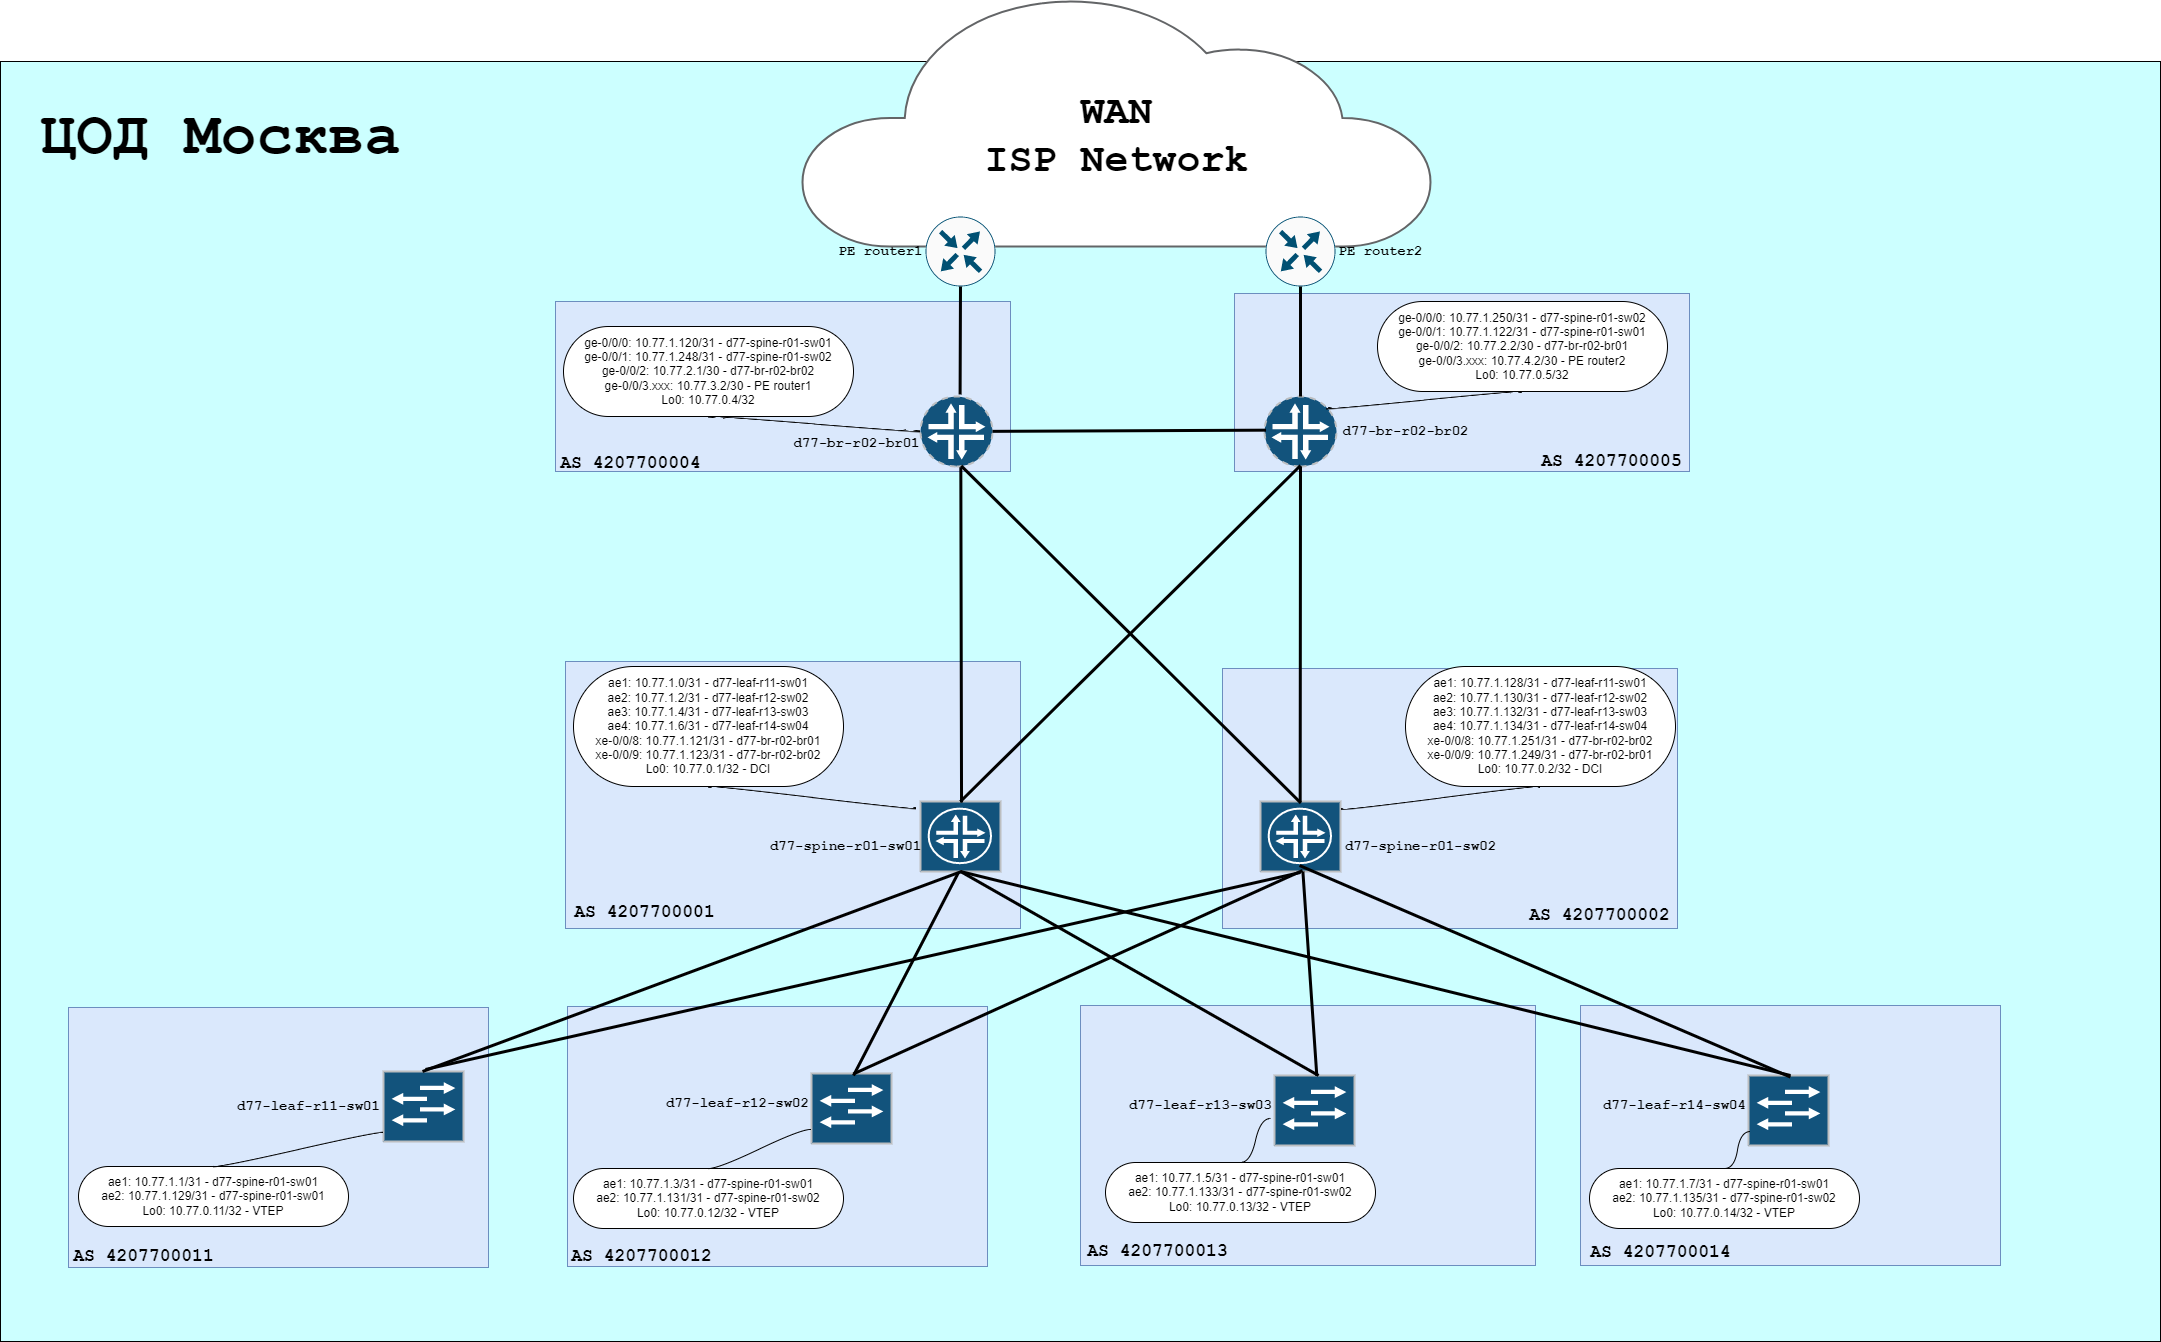 ЦОД Москва
WAN
ISP Network
PE router1
PE router2
ge-0/0/0: 10.77.1.120/31 - d77-spine-r01-sw01
ge-0/0/1: 10.77.1.248/31 - d77-spine-r01-sw02
ge-0/0/2: 10.77.2.1/30 - d77-br-r02-br02
ge-0/0/3.xxx: 10.77.3.2/30 - PE router1
Lo0: 10.77.0.4/32
d77-br-r02-br01
AS 4207700004
ge-0/0/0: 10.77.1.250/31 - d77-spine-r01-sw02
ge-0/0/1: 10.77.1.122/31 - d77-spine-r01-sw01
ge-0/0/2: 10.77.2.2/30 - d77-br-r02-br01
ge-0/0/3.xxx: 10.77.4.2/30 - PE router2
Lo0: 10.77.0.5/32
d77-br-r02-br02
AS 4207700005
ae1: 10.77.1.0/31 - d77-leaf-r11-sw01
ae2: 10.77.1.2/31 - d77-leaf-r12-sw02
ae3: 10.77.1.4/31 - d77-leaf-r13-sw03
ae4: 10.77.1.6/31 - d77-leaf-r14-sw04
xe-0/0/8: 10.77.1.121/31 - d77-br-r02-br01
xe-0/0/9: 10.77.1.123/31 - d77-br-r02-br02
Lo0: 10.77.0.1/32 - DCI
d77-spine-r01-sw01
AS 4207700001
ae1: 10.77.1.128/31 - d77-leaf-r11-sw01
ae2: 10.77.1.130/31 - d77-leaf-r12-sw02
ae3: 10.77.1.132/31 - d77-leaf-r13-sw03
ae4: 10.77.1.134/31 - d77-leaf-r14-sw04
xe-0/0/8: 10.77.1.251/31 - d77-br-r02-br02
xe-0/0/9: 10.77.1.249/31 - d77-br-r02-br01
Lo0: 10.77.0.2/32 - DCI
d77-spine-r01-sw02
AS 4207700002
d77-leaf-r11-sw01
ae1: 10.77.1.1/31 - d77-spine-r01-sw01
ae2: 10.77.1.129/31 - d77-spine-r01-sw01
Lo0: 10.77.0.11/32 - VTEP
AS 4207700011
d77-leaf-r12-sw02
ae1: 10.77.1.3/31 - d77-spine-r01-sw01
ae2: 10.77.1.131/31 - d77-spine-r01-sw02
Lo0: 10.77.0.12/32 - VTEP
AS 4207700012
d77-leaf-r13-sw03
ae1: 10.77.1.5/31 - d77-spine-r01-sw01
ae2: 10.77.1.133/31 - d77-spine-r01-sw02
Lo0: 10.77.0.13/32 - VTEP
AS 4207700013
d77-leaf-r14-sw04
ae1: 10.77.1.7/31 - d77-spine-r01-sw01
ae2: 10.77.1.135/31 - d77-spine-r01-sw02
Lo0: 10.77.0.14/32 - VTEP
AS 4207700014